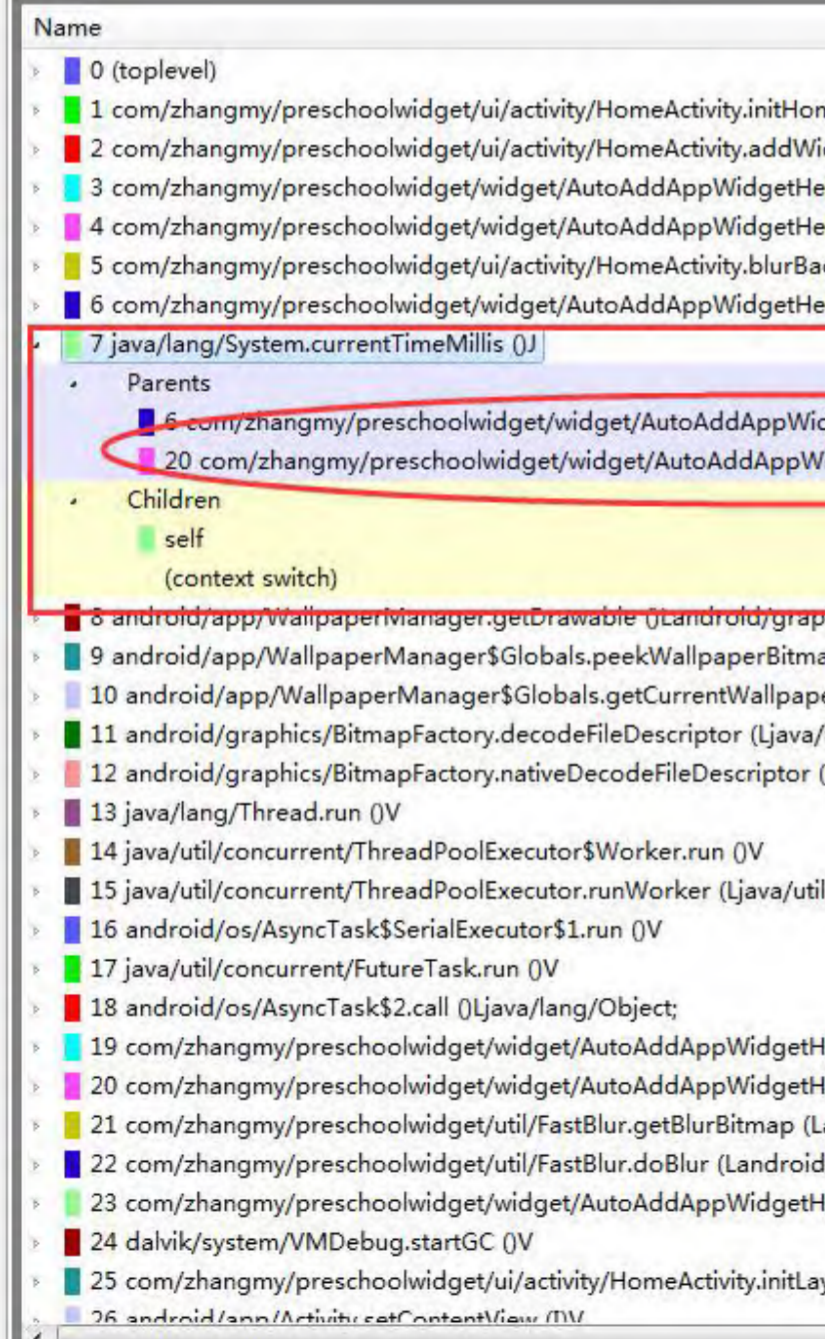 Name
0 (toplevel)
1 com/zhangmy/preschoolwidget/ui/activity/HomeActivity.initHon
2 com/zhangmy/preschoolwidget/ui/activity/HomeActivity.addWi
3 com/zhangmy/preschoolwidget/widget/AutoAddAppWidgetHe
4 com/zhangmy/preschoolwidget/widget/AutoAddAppWidgetHe
5 com/zhangmy/preschoolwidget/ui/activity/HomeActivity.blurBa
6 com/zhangmy/preschoolwidget/widget/AutoAddAppWidgetHe
7 java/lang/System.currentTimeMillis ()J
Parents
6 com/zhangmy/preschoolwidget/widget/AutoAddAppWid
20 com/zhangmy/preschoolwidget/widget/AutoAddAppW
Children
self
(context switch)
8 android/app/WallpaperManager.getDrawable ()Landroid/grap
9 android/app/WallpaperManager$Globals.peekWallpaperBitma
10 android/app/WallpaperManager$Globals.getCurrentWallpape
11 android/graphics/BitmapFactory.decodeFileDescriptor (Ljava/
12 android/graphics/BitmapFactory.nativeDecodeFileDescriptor (
13 java/lang/Thread.run ()V
14 java/util/concurrent/ThreadPoolExecutor$Worker.run ()V
15 java/util/concurrent/ThreadPoolExecutor.runWorker (Ljava/util
16 android/os/AsyncTask$SerialExecutor$1.run ()V
17 java/util/concurrent/FutureTask.run ()V
18 android/os/AsyncTask$2.call ()Ljava/lang/Object;
19 com/zhangmy/preschoolwidget/widget/AutoAddAppWidgetH
20 com/zhangmy/preschoolwidget/widget/AutoAddAppWidgetH
21 com/zhangmy/preschoolwidget/util/FastBlur.getBlurBitmap (La
22 com/zhangmy/preschoolwidget/util/FastBlur.doBlur (Landroid
23 com/zhangmy/preschoolwidget/widget/AutoAddAppWidgetH
24 dalvik/system/VMDebug.startGC ()V
25 com/zhangmy/preschoolwidget/ui/activity/HomeActivity.initLay
26 android/app/Activity.setContentView (I)V